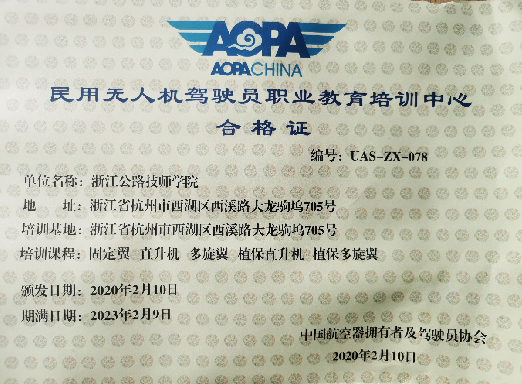 AOPA
AOPA CHINA
民用无人机驾驶员职业教育培训中心
合格证
编号：UAS-ZX-078
单位名称：浙江公路技师学院
地 址：浙江省杭州市西湖区西溪路大龙驹坞705号
培训基地：浙江省杭州市西湖区西溪路大龙驹坞705号
培训课程：固定翼 直升机 多旋翼 植保直升机 植保多旋翼
颁发日期：2020年2月10日
期满日期：2023年2月9日
中国航空器拥有者及驾驶员协会
2020年2月10日